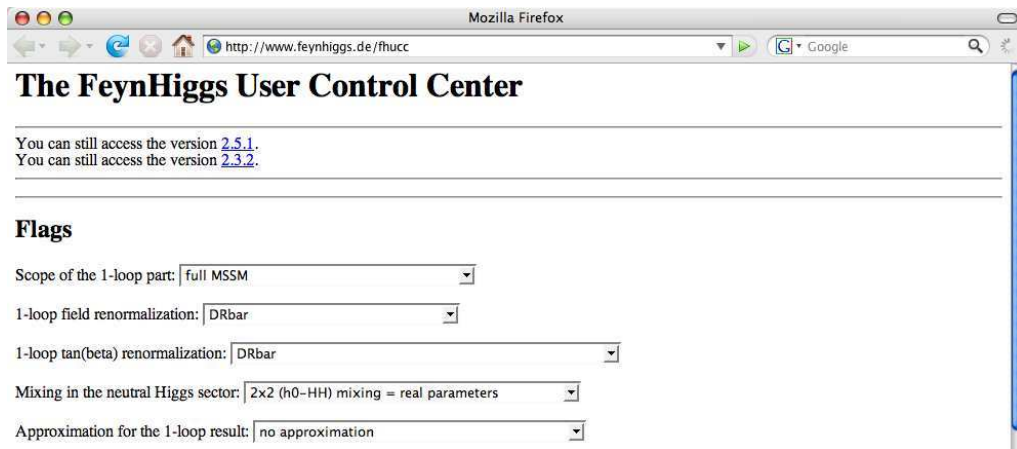 Mozilla Firefox
http://www.feynhiggs.de/fhucc
G Google
The FeynHiggs User Control Center
You can still access the version 2.5.1.
You can still access the version 2.3.2.
Flags
Scope of the 1-loop part: full MSSM
1-loop field renormalization: DRbar
1-loop tan(beta) renormalization: DRbar
Mixing in the neutral Higgs sector: 2x2 (h0-HH) mixing = real parameters
Approximation for the 1-loop result: no approximation